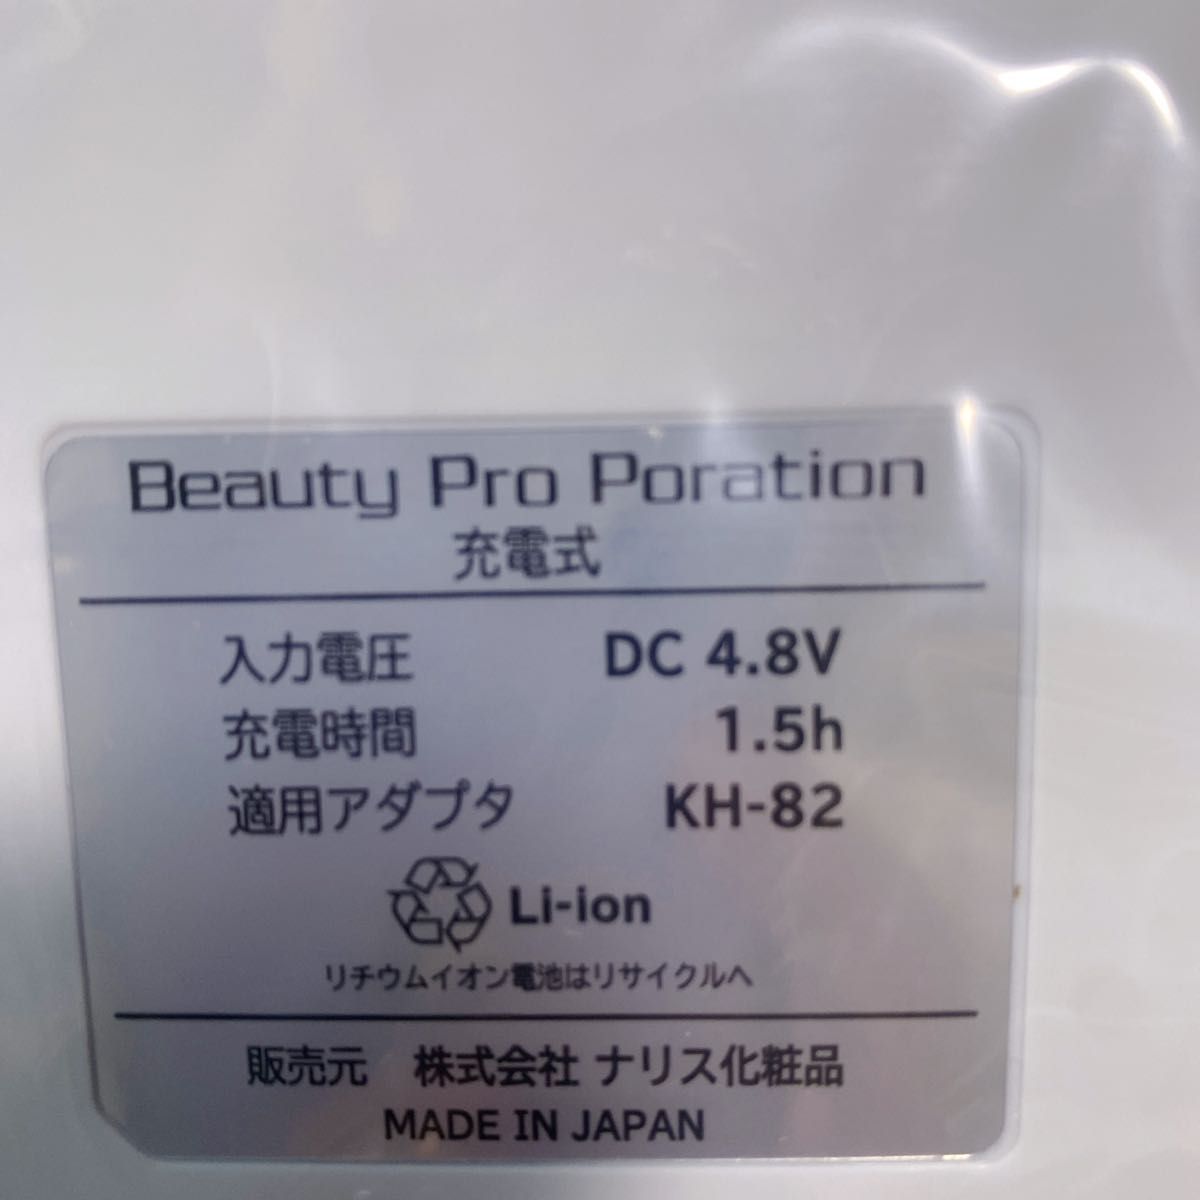 Beauty Pro Poration
充電式
入力電圧 DC 4.8V
充電時間 1.5h
適用アダプタ KH-82
Li-ion
リチウムイオン電池はリサイクルへ
販売元 株式会社 ナリス化粧品
MADE IN JAPAN